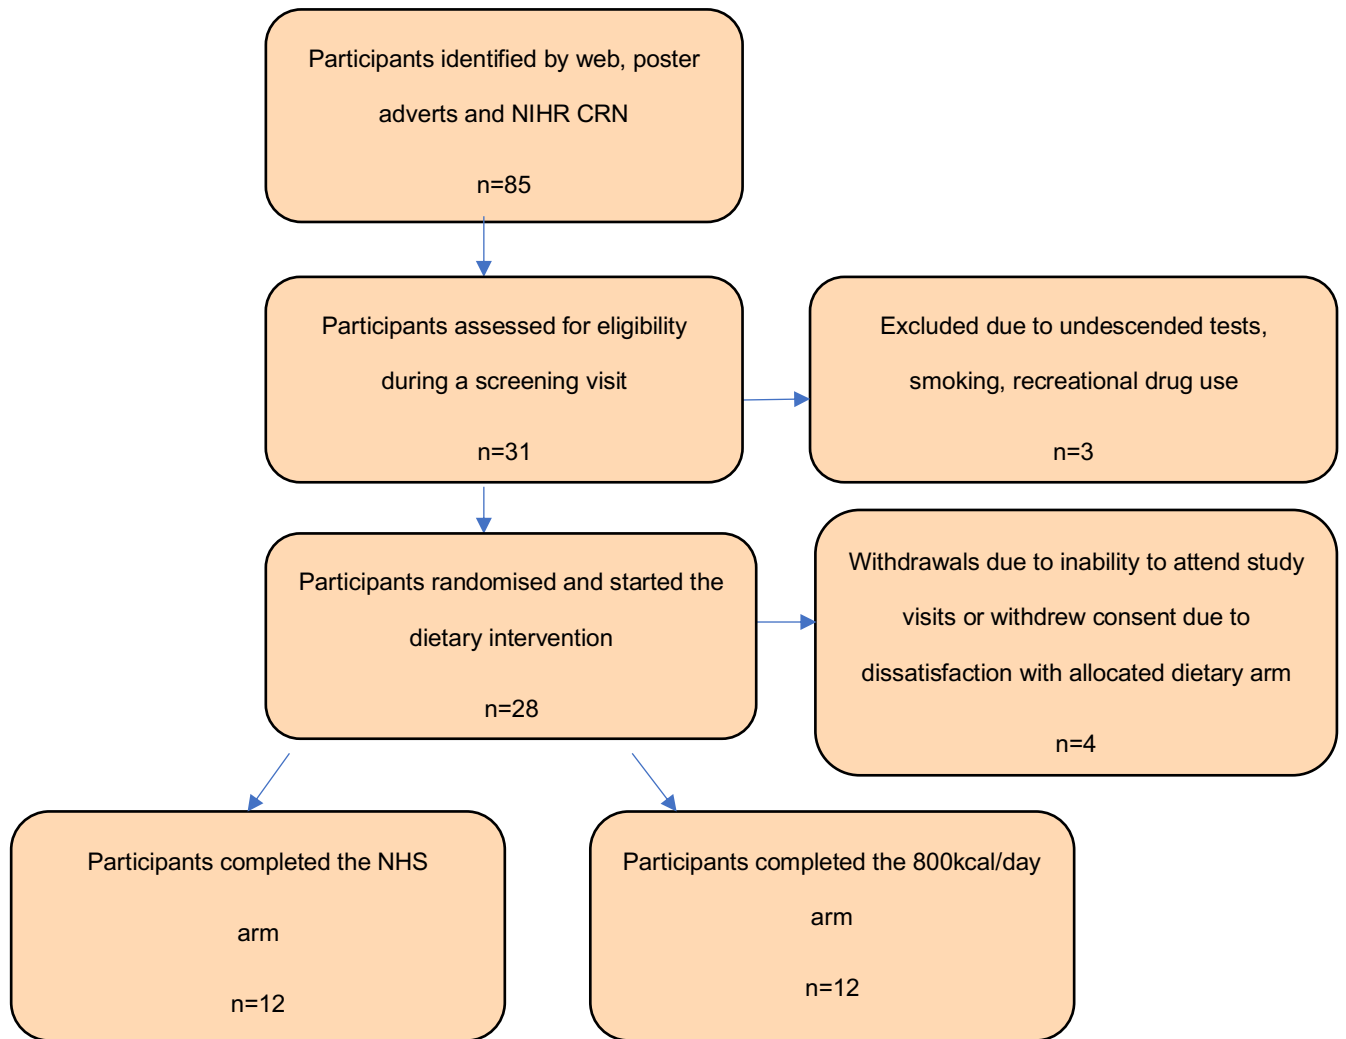 Participants identified by web, poster
adverts and NIHR CRN
n=85
Participants assessed for eligibility
during a screening visit
n=31
Excluded due to undescended tests,
smoking, recreational drug use
n=3
Participants randomised and started the
dietary intervention
n=28
Withdrawals due to inability to attend study
visits or withdrew consent due to
dissatisfaction with allocated dietary arm
n=4
Participants completed the NHS
arm
n=12
Participants completed the 800kcal/day
arm
n=12